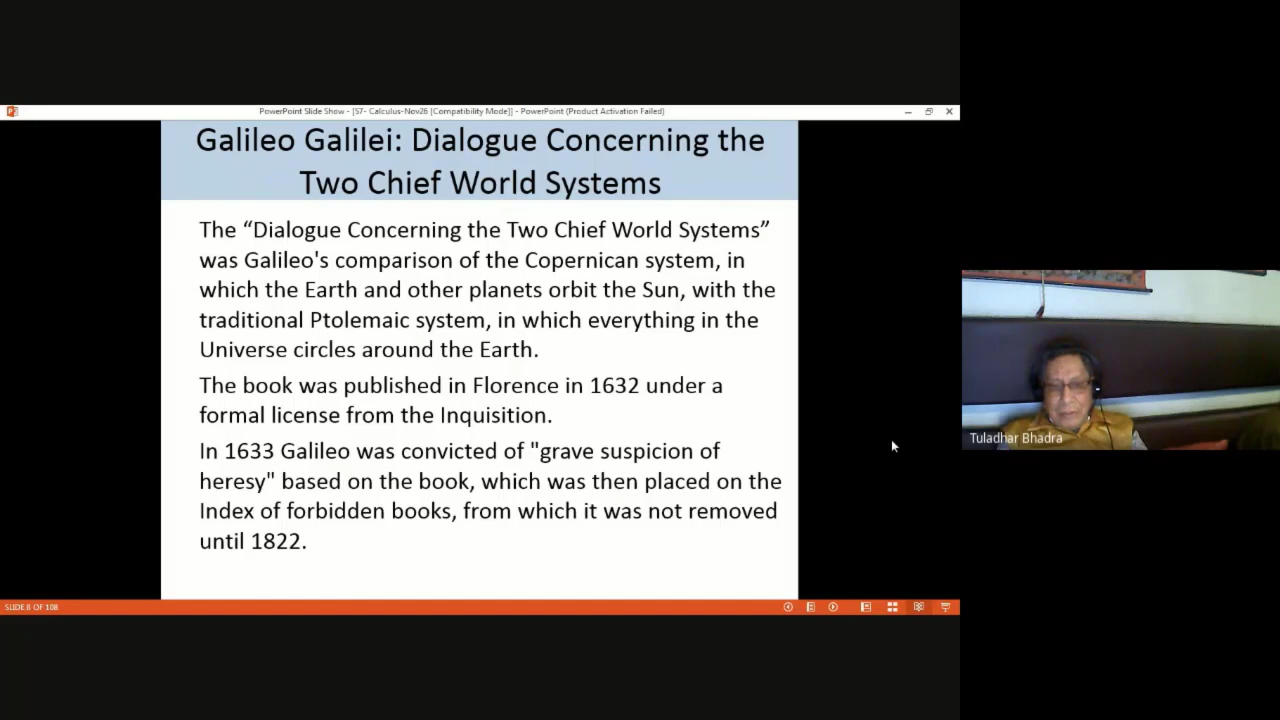 PowerPoint Slide Show - [57- Calculus-Nov26 [Compatibility Mode]] - PowerPoint (Product Activation Failed)
Galileo Galilei: Dialogue Concerning the
Two Chief World Systems
The “Dialogue Concerning the Two Chief World Systems”
was Galileo's comparison of the Copernican system, in
which the Earth and other planets orbit the Sun, with the
traditional Ptolemaic system, in which everything in the
Universe circles around the Earth.
The book was published in Florence in 1632 under a
formal license from the Inquisition.
In 1633 Galileo was convicted of "grave suspicion of
heresy" based on the book, which was then placed on the
Index of forbidden books, from which it was not removed
until 1822.
Tuladhar Bhadra
SLIDE 8 OF 108